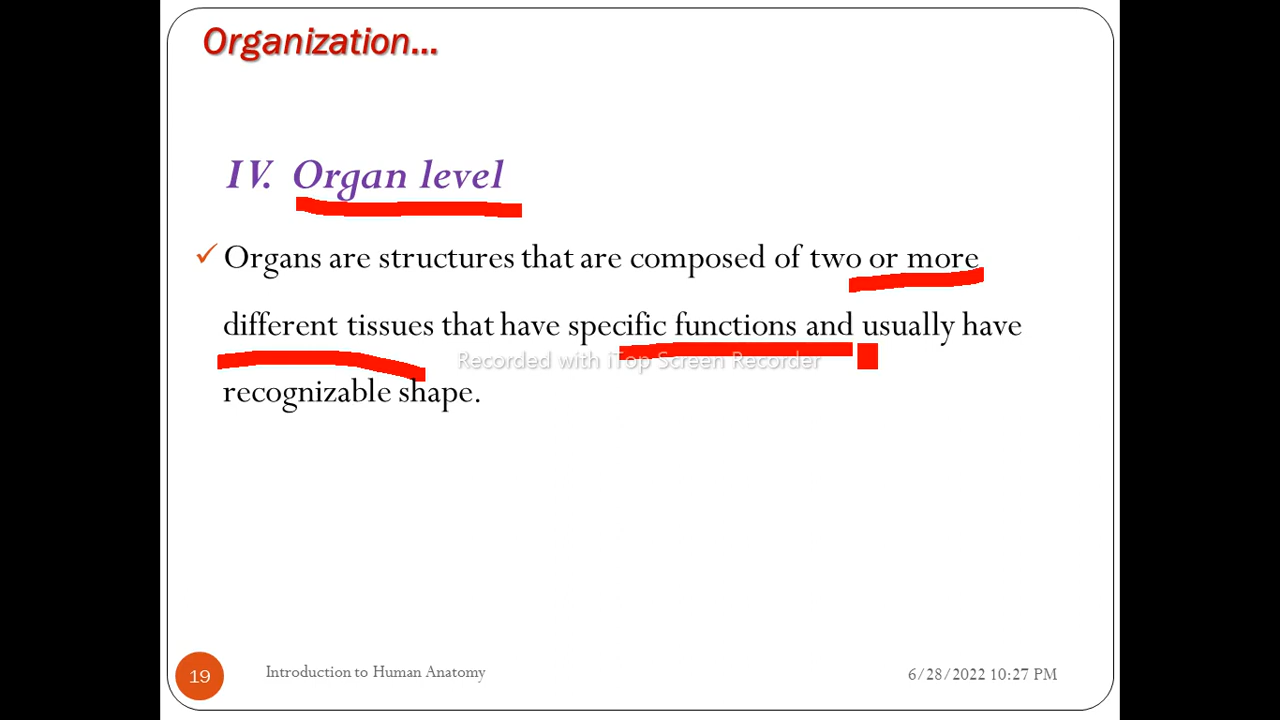 Organization...
IV. Organ level
✓ Organs are structures that are composed of two or more
different tissues that have specific functions and usually have
Recorded with iTop Screen Recorder
recognizable shape.
19
Introduction to Human Anatomy
6/28/2022 10:27 PM